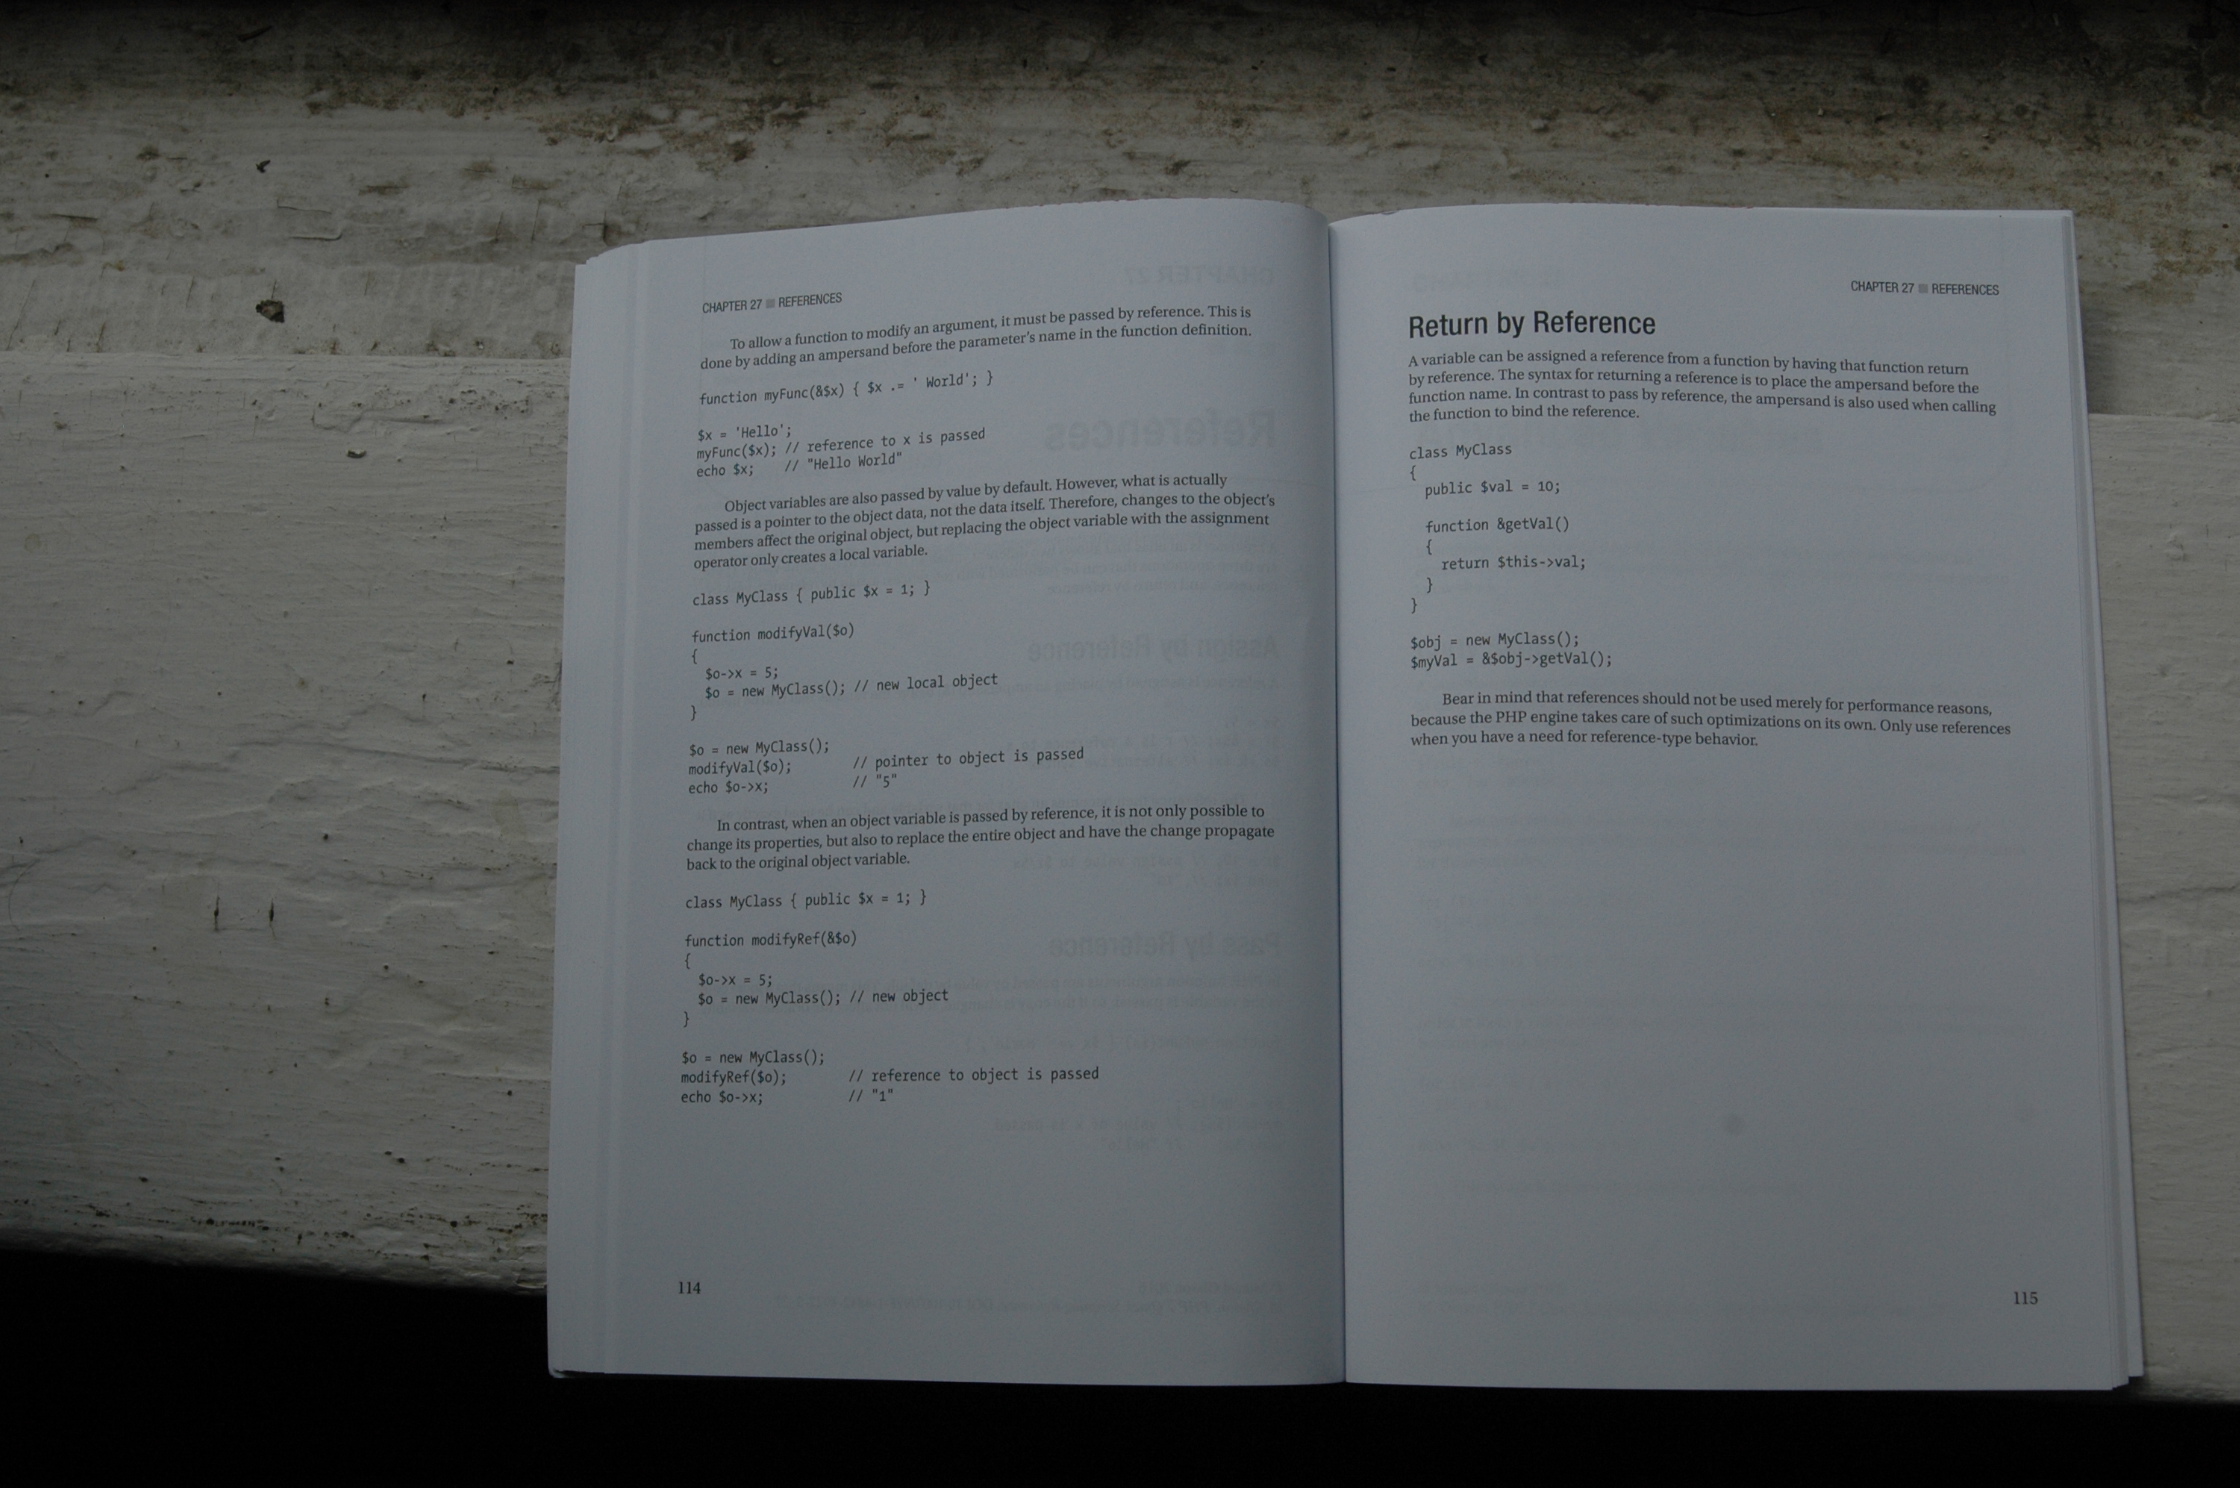 CHAPTER 27 ■ REFERENCES
To allow a function to modify an argument, it must be passed by reference. This is
done by adding an ampersand before the parameter's name in the function definition.
function myFunc(&$x) { $x .= ' World'; }
$x = 'Hello';
myFunc($x); // reference to x is passed
echo $x;    // "Hello World"
Object variables are also passed by value by default. However, what is actually
passed is a pointer to the object data, not the data itself. Therefore, changes to the object's
members affect the original object, but replacing the object variable with the assignment
operator only creates a local variable.
class MyClass { public $x = 1; }
function modifyVal($o)
{
  $o->x = 5;
  $o = new MyClass(); // new local object
}
$o = new MyClass();
modifyVal($o);        // pointer to object is passed
echo $o->x;           // "5"
In contrast, when an object variable is passed by reference, it is not only possible to
change its properties, but also to replace the entire object and have the change propagate
back to the original object variable.
class MyClass { public $x = 1; }
function modifyRef(&$o)
{
  $o->x = 5;
  $o = new MyClass(); // new object
}
$o = new MyClass();
modifyRef($o);        // reference to object is passed
echo $o->x;           // "1"
114
CHAPTER 27 ■ REFERENCES
Return by Reference
A variable can be assigned a reference from a function by having that function return
by reference. The syntax for returning a reference is to place the ampersand before the
function name. In contrast to pass by reference, the ampersand is also used when calling
the function to bind the reference.
class MyClass
{
  public $val = 10;
  function &getVal()
  {
    return $this->val;
  }
}
$obj = new MyClass();
$myVal = &$obj->getVal();
Bear in mind that references should not be used merely for performance reasons,
because the PHP engine takes care of such optimizations on its own. Only use references
when you have a need for reference-type behavior.
115